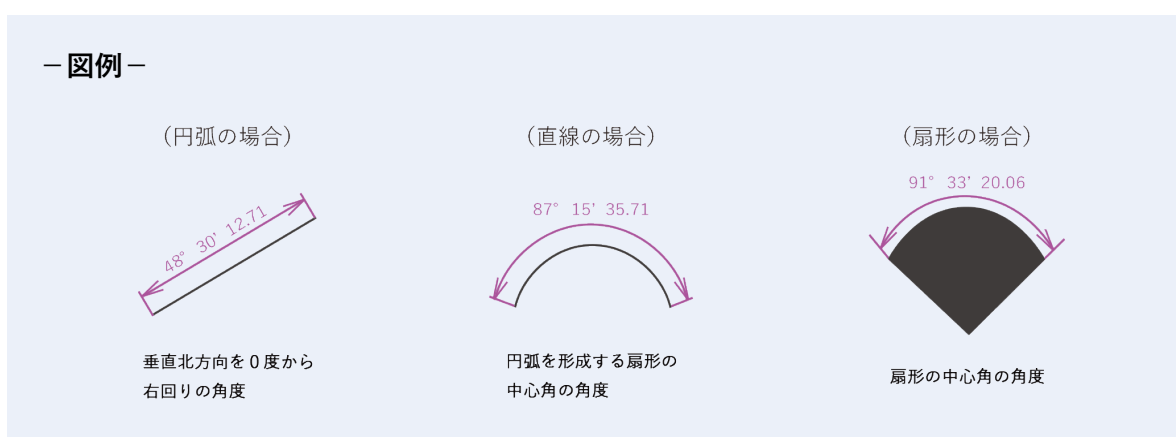 －図例－
（円弧の場合）
48° 30’ 12.71
垂直北方向を０度から
右回りの角度
（直線の場合）
87° 15’ 35.71
円弧を形成する扇形の
中心角の角度
（扇形の場合）
91° 33’ 20.06
扇形の中心角の角度